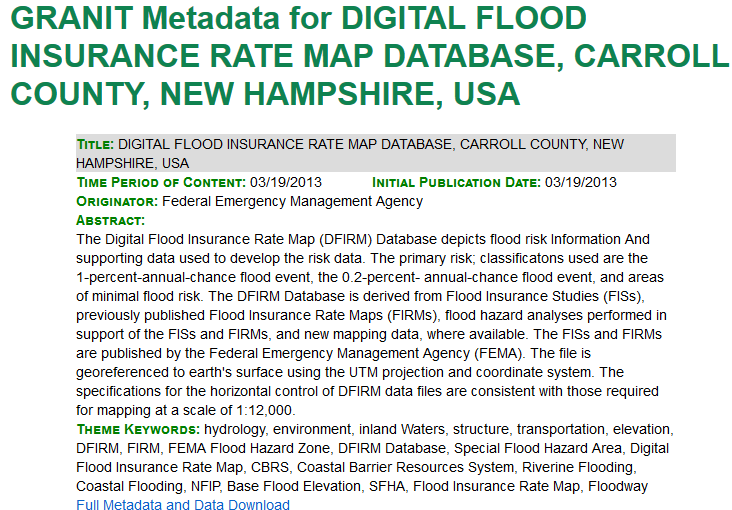 GRANIT Metadata for DIGITAL FLOOD
INSURANCE RATE MAP DATABASE, CARROLL
COUNTY, NEW HAMPSHIRE, USA
TITLE: DIGITAL FLOOD INSURANCE RATE MAP DATABASE, CARROLL COUNTY, NEW
HAMPSHIRE, USA
TIME PERIOD OF CONTENT: 03/19/2013 INITIAL PUBLICATION DATE: 03/19/2013
ORIGINATOR: Federal Emergency Management Agency
ABSTRACT:
The Digital Flood Insurance Rate Map (DFIRM) Database depicts flood risk Information And
supporting data used to develop the risk data. The primary risk; classificatons used are the
1-percent-annual-chance flood event, the 0.2-percent- annual-chance flood event, and areas
of minimal flood risk. The DFIRM Database is derived from Flood Insurance Studies (FISs),
previously published Flood Insurance Rate Maps (FIRMs), flood hazard analyses performed in
support of the FISs and FIRMs, and new mapping data, where available. The FISs and FIRMs
are published by the Federal Emergency Management Agency (FEMA). The file is
georeferenced to earth's surface using the UTM projection and coordinate system. The
specifications for the horizontal control of DFIRM data files are consistent with those required
for mapping at a scale of 1:12,000.
THEME KEYWORDS: hydrology, environment, inland Waters, structure, transportation, elevation,
DFIRM, FIRM, FEMA Flood Hazard Zone, DFIRM Database, Special Flood Hazard Area, Digital
Flood Insurance Rate Map, CBRS, Coastal Barrier Resources System, Riverine Flooding,
Coastal Flooding, NFIP, Base Flood Elevation, SFHA, Flood Insurance Rate Map, Floodway
Full Metadata and Data Download